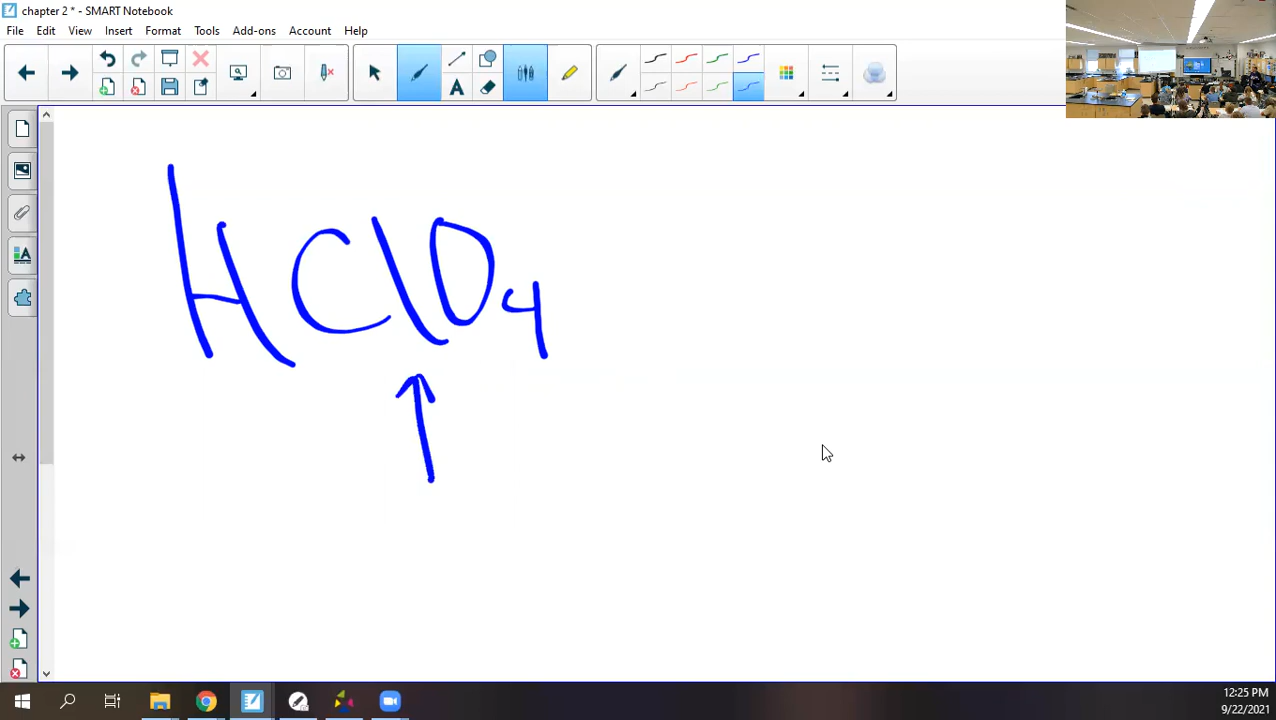 chapter 2 * - SMART Notebook
File Edit View Insert Format Tools Add-ons Account Help
HClO4
12:25 PM
9/22/2021